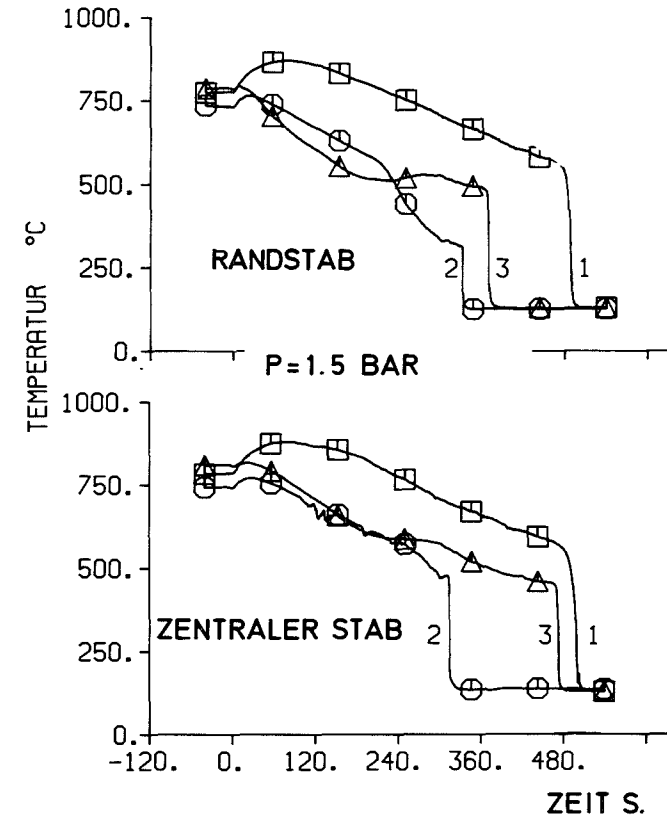 1000.
750.
500.
250.
0.
RANDSTAB
2 3 1
P=1.5 BAR
TEMPERATUR °C
1000.
750.
500.
250.
0.
ZENTRALER STAB
2 3 1
-120. 0. 120. 240. 360. 480.
ZEIT S.